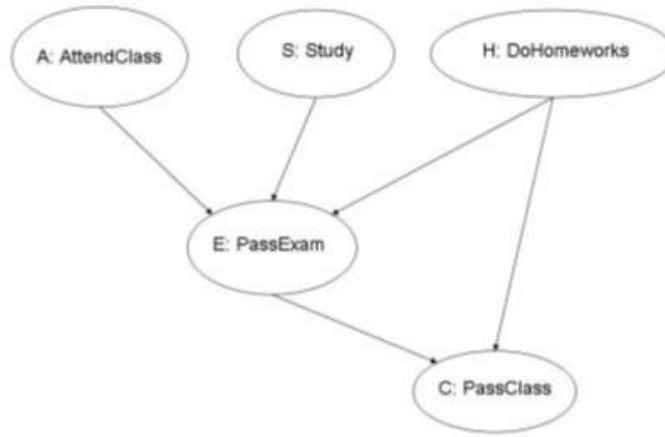 A: AttendClass
S: Study
H: DoHomeworks
E: PassExam
C: PassClass